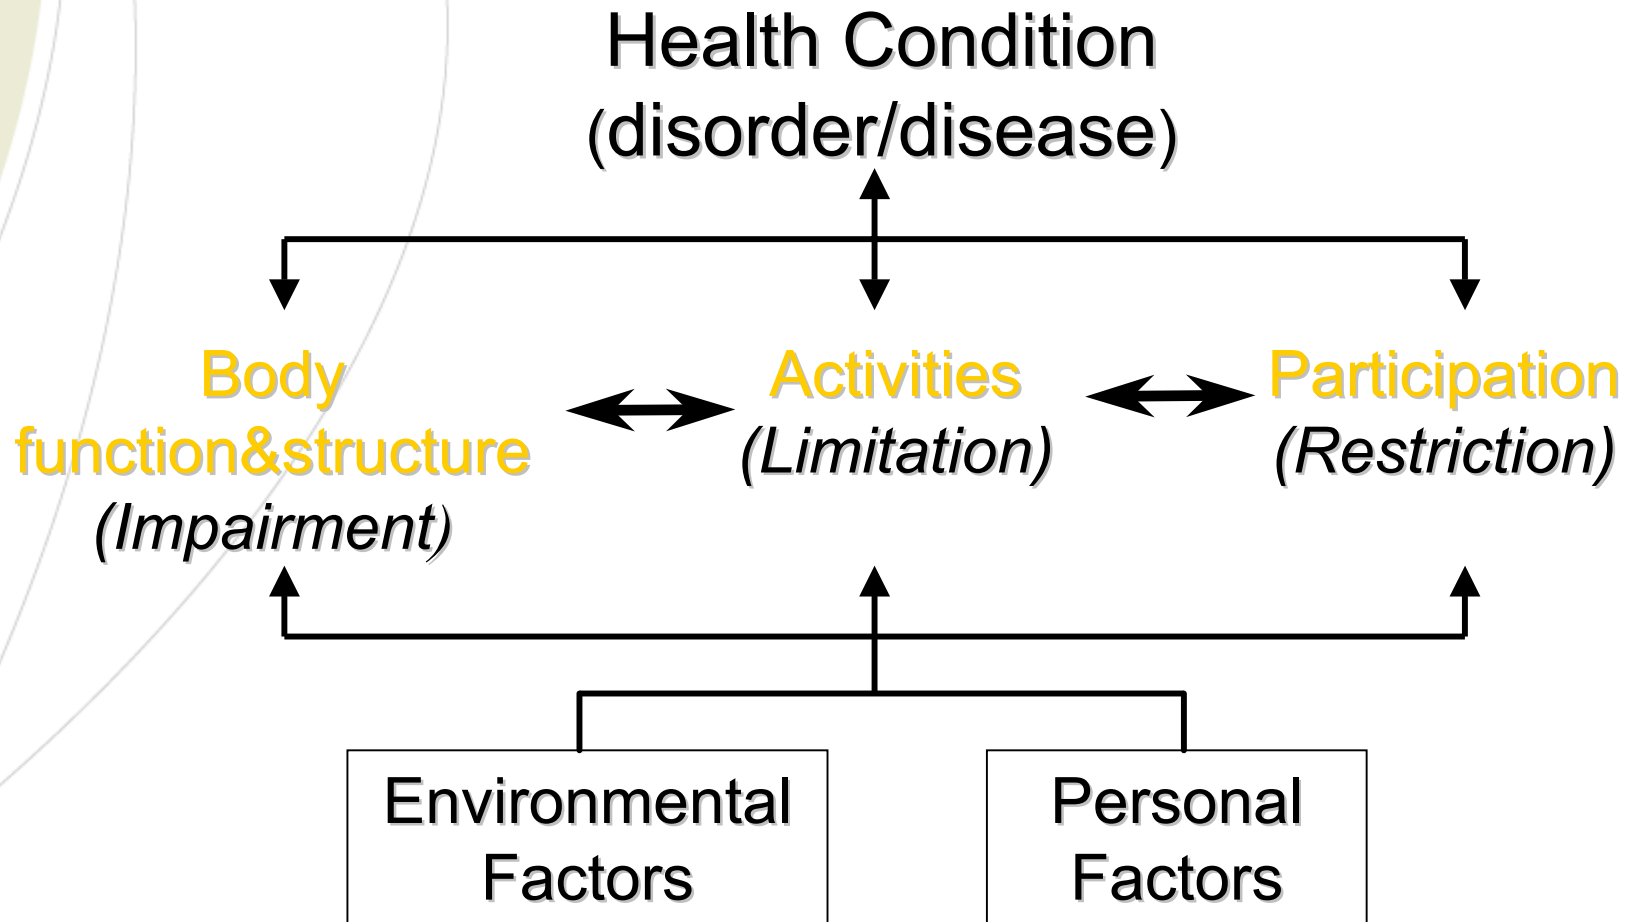 Health Condition
(disorder/disease)
Body
function&structure
(Impairment)
Activities
(Limitation)
Participation
(Restriction)
Environmental
Factors
Personal
Factors